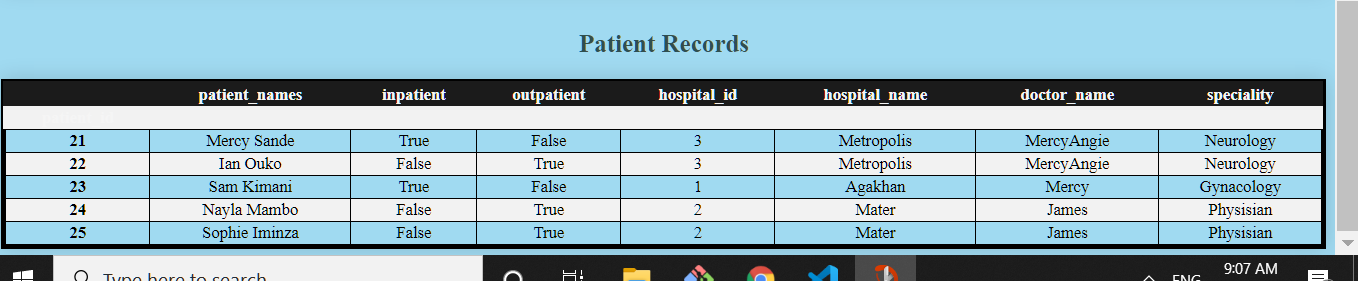 Patient Records
patient_names inpatient outpatient hospital_id hospital_name doctor_name speciality
21 Mercy Sande True False 3 Metropolis MercyAngie Neurology
22 Ian Ouko False True 3 Metropolis MercyAngie Neurology
23 Sam Kimani True False 1 Agakhan Mercy Gynacology
24 Nayla Mambo False True 2 Mater James Physisian
25 Sophie Iminza False True 2 Mater James Physisian
Type here to search
ENG
9:07 AM